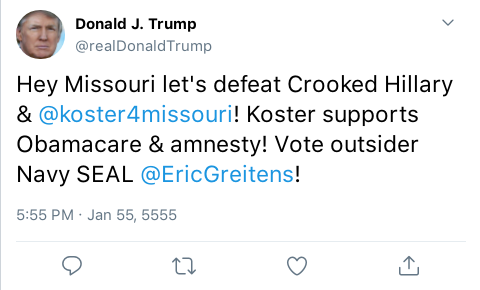 Donald J. Trump
@realDonaldTrump
Hey Missouri let's defeat Crooked Hillary
& @koster4missouri! Koster supports
Obamacare & amnesty! Vote outsider
Navy SEAL @EricGreitens!
5:55 PM · Jan 55, 5555